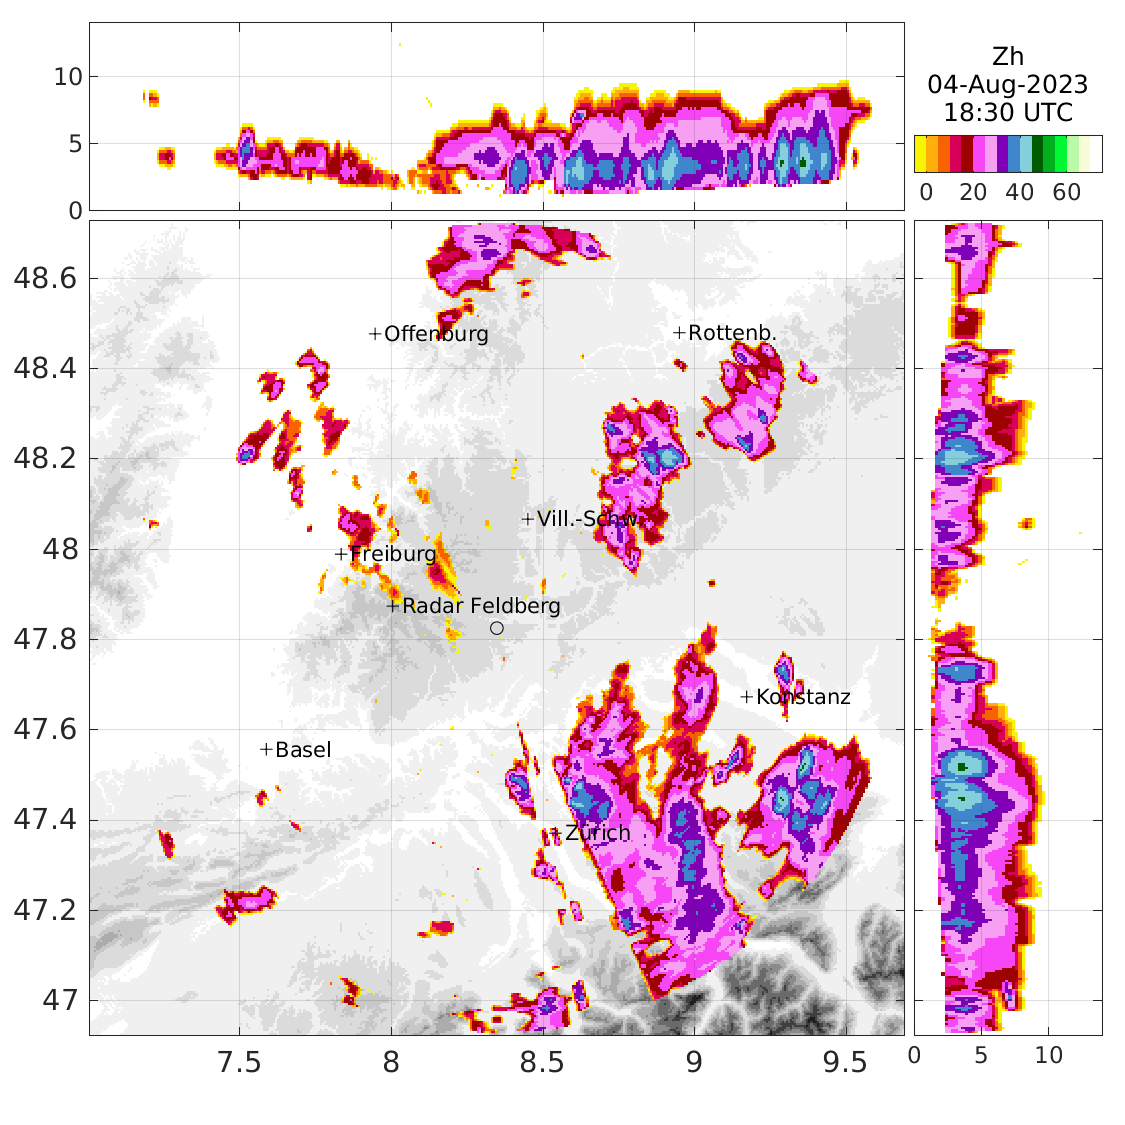 Zh
04-Aug-2023
18:30 UTC
0 20 40 60
10
5
0
48.6
48.4
48.2
48
47.8
47.6
47.4
47.2
47
+Offenburg
+Rottenb.
+Vill.-Schw.
+Freiburg
+Radar Feldberg
+Konstanz
+Basel
+Zürich
7.5 8 8.5 9 9.5
0 5 10